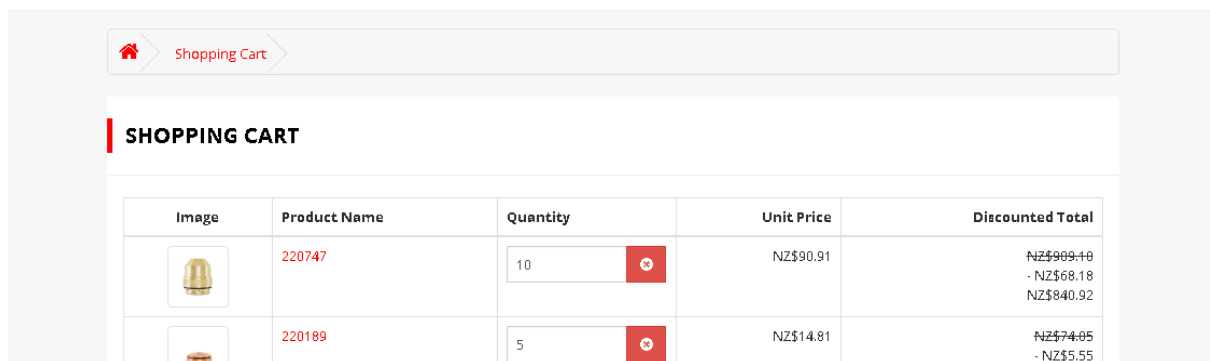 Shopping Cart
SHOPPING CART
Image Product Name Quantity Unit Price Discounted Total
220747 10 NZ$90.91 NZ$909.10
- NZ$68.18
NZ$840.92
220189 5 NZ$14.81 NZ$74.05
- NZ$5.55